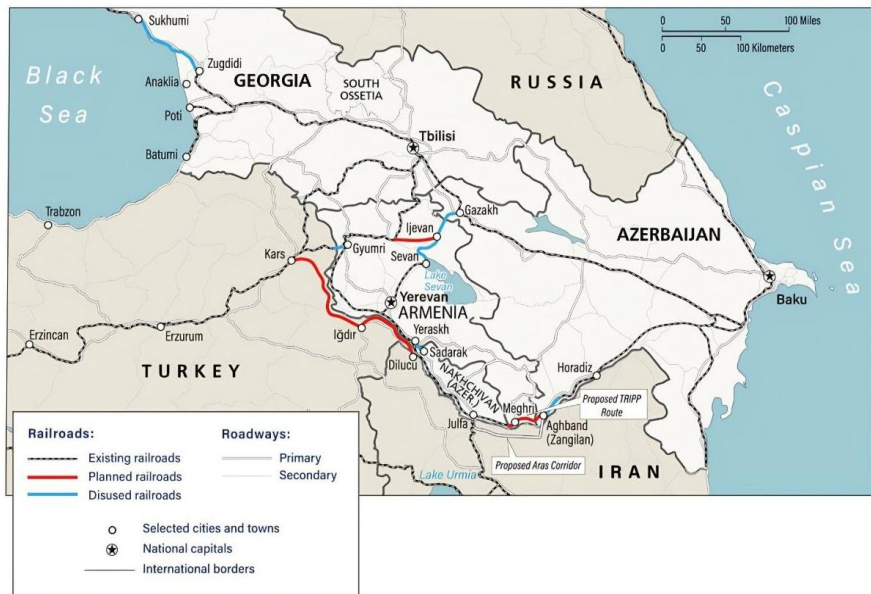 Sukhumi
0 50 100 Miles
0 50 100 Kilometers
Black
Sea
Zugdidi
Anaklia
GEORGIA
SOUTH
OSSETIA
RUSSIA
Caspian Sea
Poti
Tbilisi
Batumi
Trabzon
Gazakh
Ijevan
Kars
Gyumri
Sevan
Lake
Sevan
AZERBAIJAN
Baku
Yerevan
ARMENIA
Erzincan
Erzurum
Iğdır
Yeraskh
Sadarak
Dilucu
TURKEY
NAKHCHIVAN
(AZER.)
Horadiz
Proposed TRIPP
Route
Meghri
Julfa
Aghband
(Zangilan)
Proposed Aras Corridor
IRAN
Lake Urmia
Railroads:
Existing railroads
Planned railroads
Disused railroads
Roadways:
Primary
Secondary
Selected cities and towns
National capitals
International borders